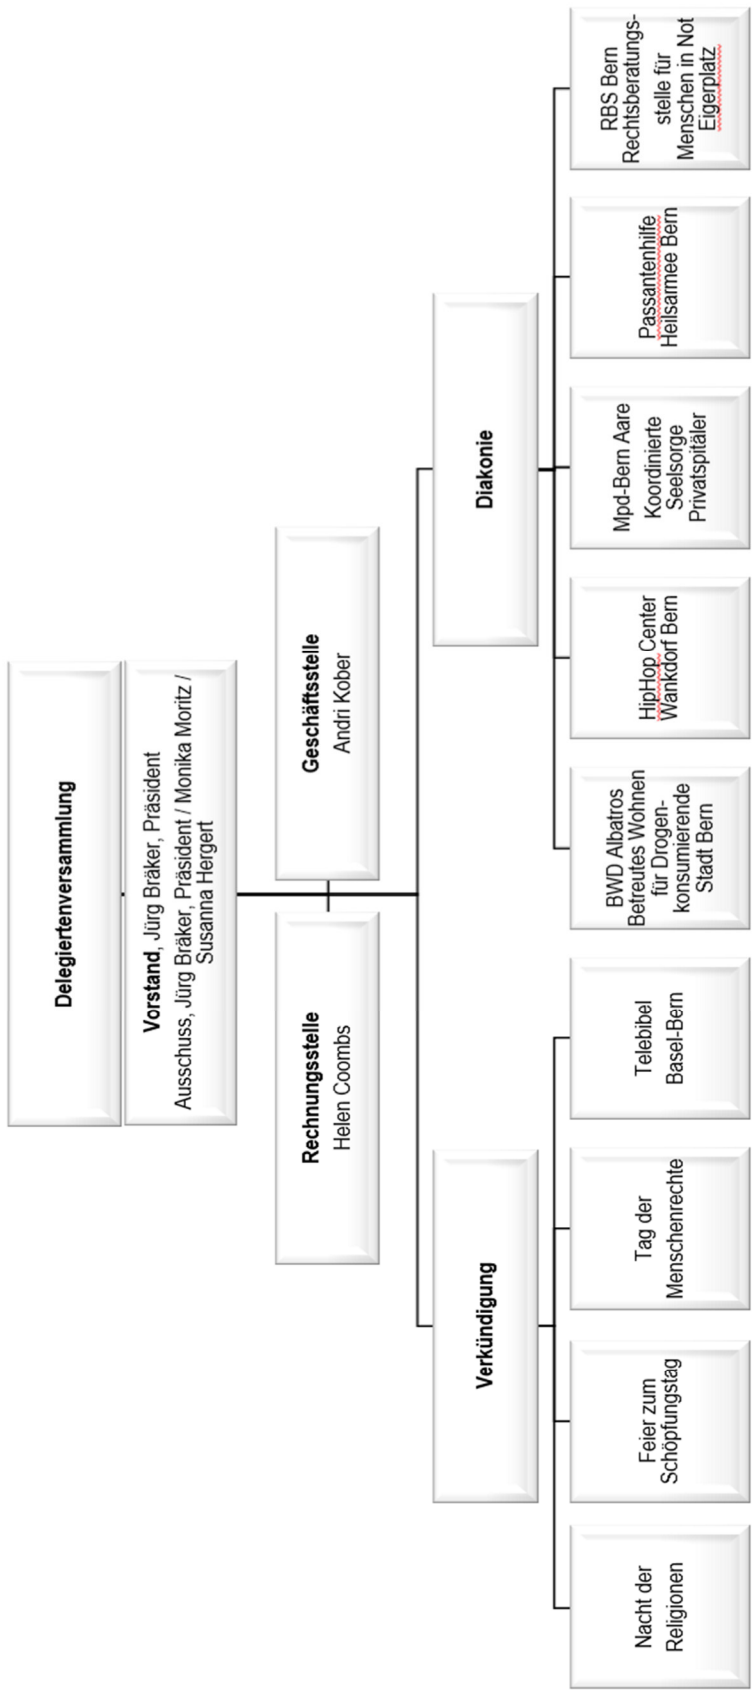 Delegiertenversammlung
Vorstand, Jürg Bräker, Präsident
Ausschuss, Jürg Bräker, Präsident / Monika Moritz /
Susanna Hergert
Rechnungsstelle
Helen Coombs
Geschäftsstelle
Andri Kober
Verkündigung
Diakonie
Nacht der
Religionen
Feier zum
Schöpfungstag
Tag der
Menschenrechte
Telebibel
Basel-Bern
BWD Albatros
Betreutes Wohnen
für Drogen-
konsumierende
Stadt Bern
HipHop Center
Wankdorf Bern
Mpd-Bern Aare
Koordinierte
Seelsorge
Privatspitäler
Passantenhilfe
Heilsarmee Bern
RBS Bern
Rechtsberatungs-
stelle für
Menschen in Not
Eigerplatz